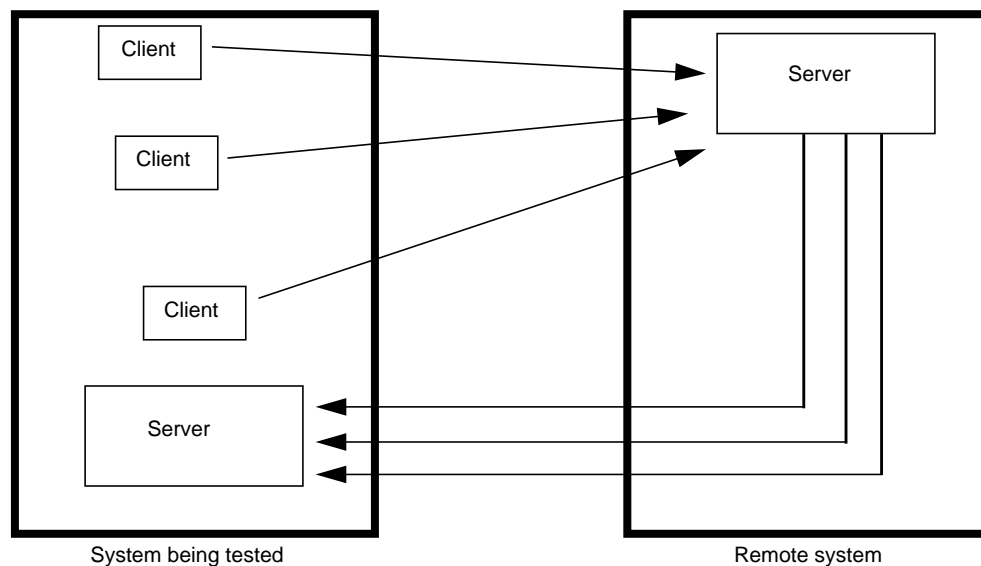 Client
Server
Client
Client
Server
System being tested
Remote system